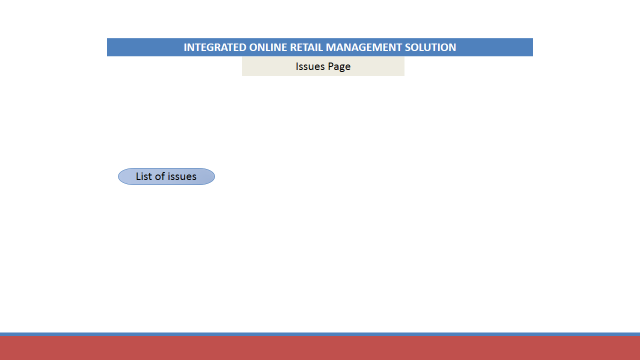 INTEGRATED ONLINE RETAIL MANAGEMENT SOLUTION
Issues Page
List of issues